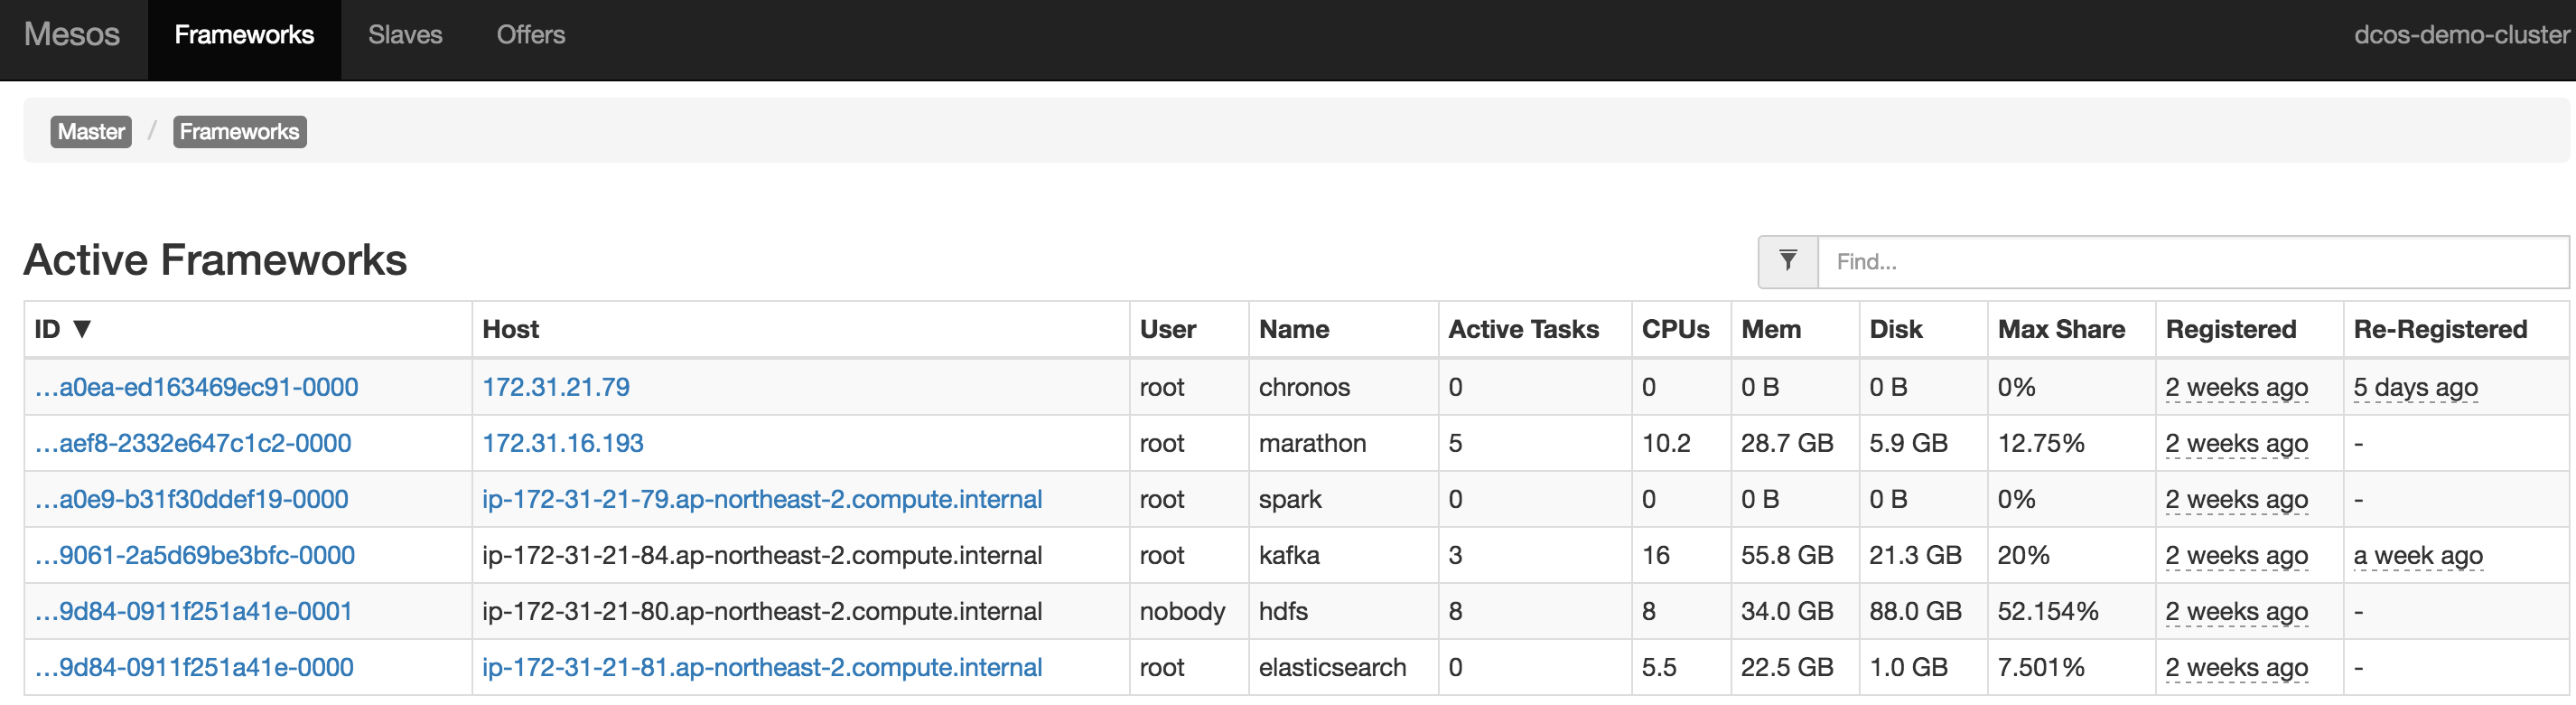 Mesos Frameworks Slaves Offers dcos-demo-cluster
Master / Frameworks
Active Frameworks Find...
ID ▼ Host User Name Active Tasks CPUs Mem Disk Max Share Registered Re-Registered
…a0ea-ed163469ec91-0000 172.31.21.79 root chronos 0 0 0 B 0 B 0% 2 weeks ago 5 days ago
…aef8-2332e647c1c2-0000 172.31.16.193 root marathon 5 10.2 28.7 GB 5.9 GB 12.75% 2 weeks ago -
…a0e9-b31f30ddef19-0000 ip-172-31-21-79.ap-northeast-2.compute.internal root spark 0 0 0 B 0 B 0% 2 weeks ago -
…9061-2a5d69be3bfc-0000 ip-172-31-21-84.ap-northeast-2.compute.internal root kafka 3 16 55.8 GB 21.3 GB 20% 2 weeks ago a week ago
…9d84-0911f251a41e-0001 ip-172-31-21-80.ap-northeast-2.compute.internal nobody hdfs 8 8 34.0 GB 88.0 GB 52.154% 2 weeks ago -
…9d84-0911f251a41e-0000 ip-172-31-21-81.ap-northeast-2.compute.internal root elasticsearch 0 5.5 22.5 GB 1.0 GB 7.501% 2 weeks ago -